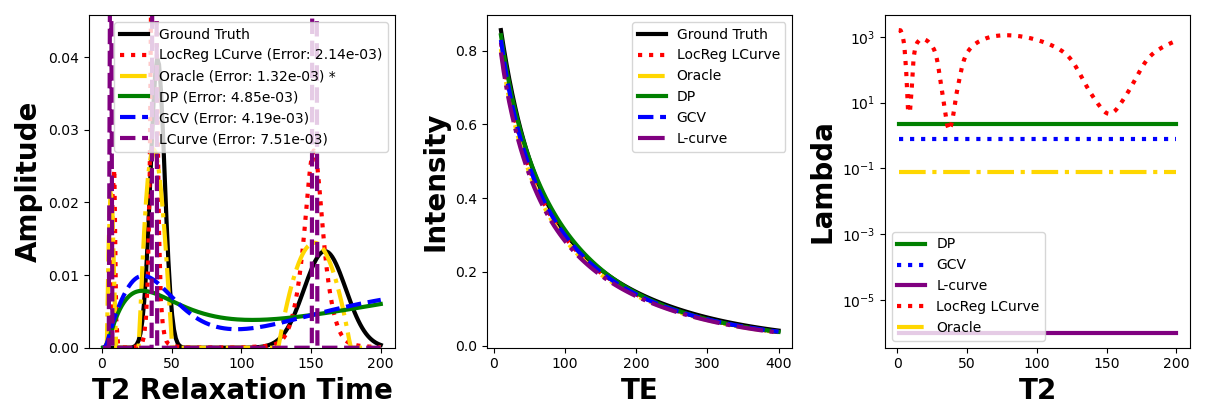 Amplitude
0.04
0.03
0.02
0.01
0.00
Ground Truth
LocReg LCurve (Error: 2.14e-03)
Oracle (Error: 1.32e-03) *
DP (Error: 4.85e-03)
GCV (Error: 4.19e-03)
LCurve (Error: 7.51e-03)
0 50 100 150 200
T2 Relaxation Time
Intensity
0.8
0.6
0.4
0.2
0.0
Ground Truth
LocReg LCurve
Oracle
DP
GCV
L-curve
0 100 200 300 400
TE
Lambda
10³
10¹
10⁻¹
10⁻³
10⁻⁵
DP
GCV
L-curve
LocReg LCurve
Oracle
0 50 100 150 200
T2